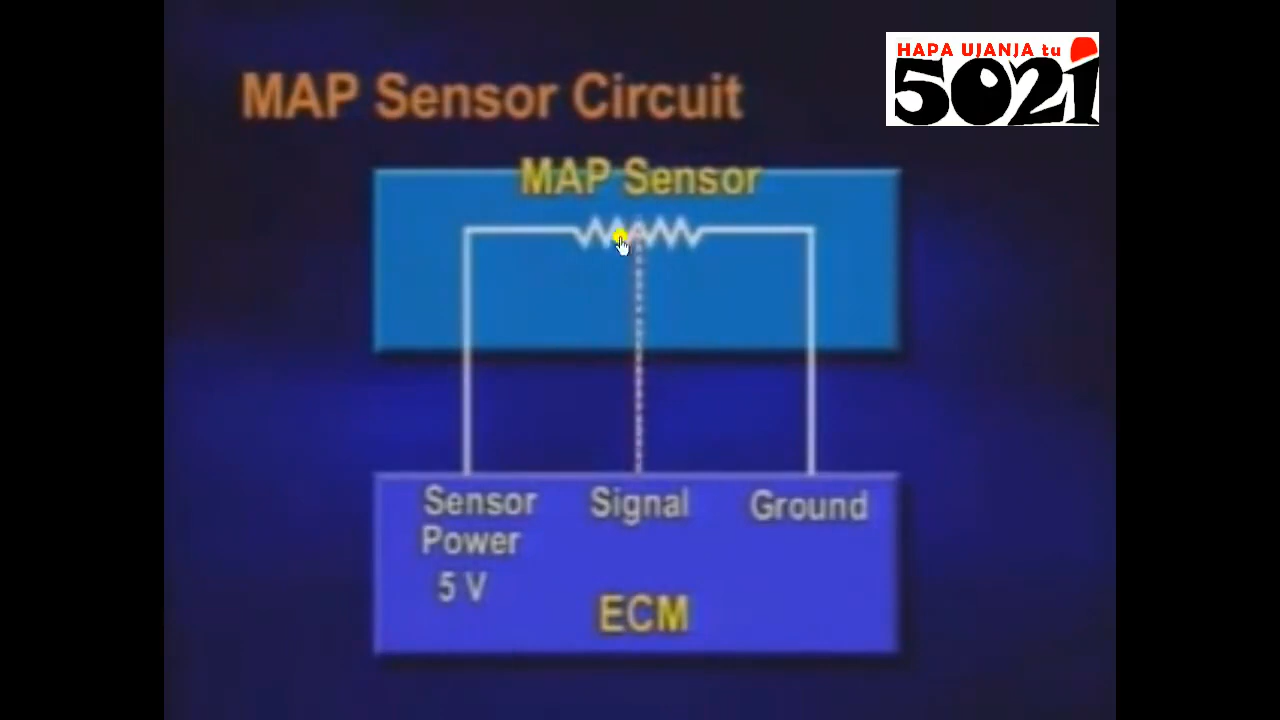 HAPA UJANJA tu
5021
MAP Sensor Circuit
MAP Sensor
Sensor Power
Signal
Ground
5 V
ECM